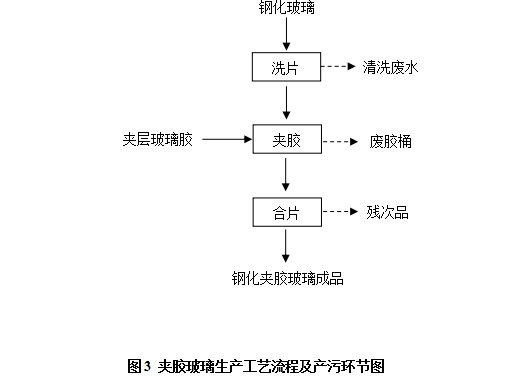 钢化玻璃
洗片
清洗废水
夹层玻璃胶
夹胶
废胶桶
合片
残次品
钢化夹胶玻璃成品
图 3 夹胶玻璃生产工艺流程及产污环节图